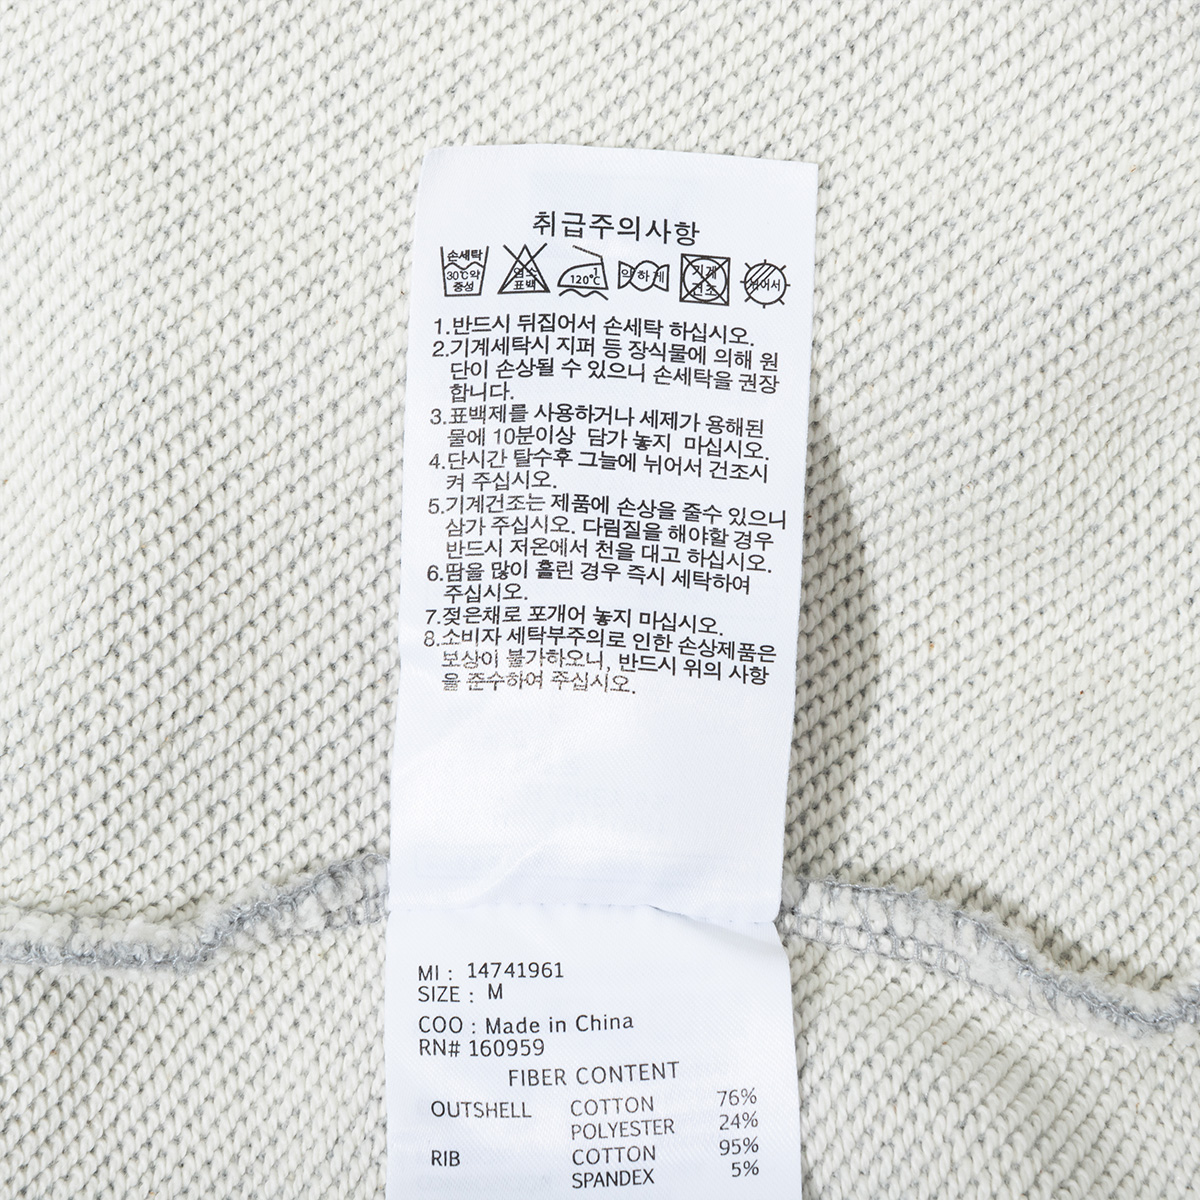 취급주의사항
손세탁
30℃약
중성
염소
표백
1
120℃
약하게
기계
건조
뉘어서
1.반드시 뒤집어서 손세탁 하십시오.
2.기계세탁시 지퍼 등 장식물에 의해 원
단이 손상될 수 있으니 손세탁을 권장
합니다.
3.표백제를 사용하거나 세제가 용해된
물에 10분이상 담가 놓지 마십시오.
4.단시간 탈수후 그늘에 뉘어서 건조시
켜 주십시오.
5.기계건조는 제품에 손상을 줄수 있으니
삼가 주십시오. 다림질을 해야할 경우
반드시 저온에서 천을 대고 하십시오.
6.땀을 많이 흘린 경우 즉시 세탁하여
주십시오.
7.젖은채로 포개어 놓지 마십시오.
8.소비자 세탁부주의로 인한 손상제품은
보상이 불가하오니, 반드시 위의 사항
을 준수하여 주십시오.
MI : 14741961
SIZE : M
COO : Made in China
RN# 160959
FIBER CONTENT
OUTSHELL COTTON 76%
POLYESTER 24%
RIB COTTON 95%
SPANDEX 5%